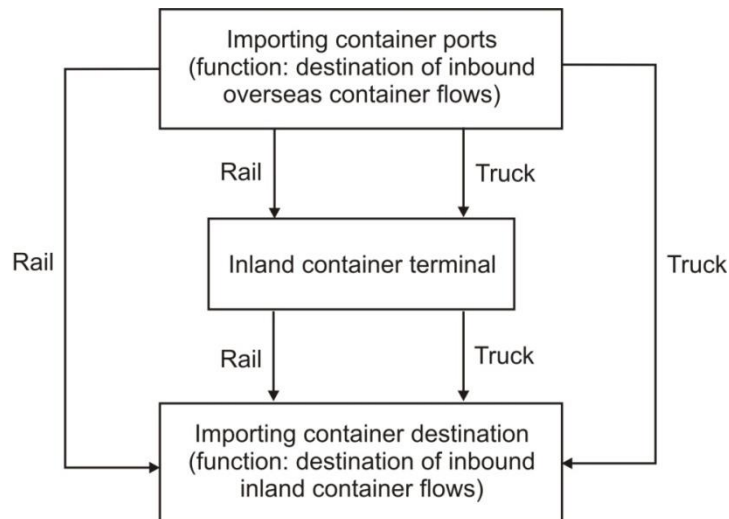 Importing container ports
(function: destination of inbound
overseas container flows)
Rail
Truck
Inland container terminal
Rail
Truck
Rail
Truck
Importing container destination
(function: destination of inbound
inland container flows)